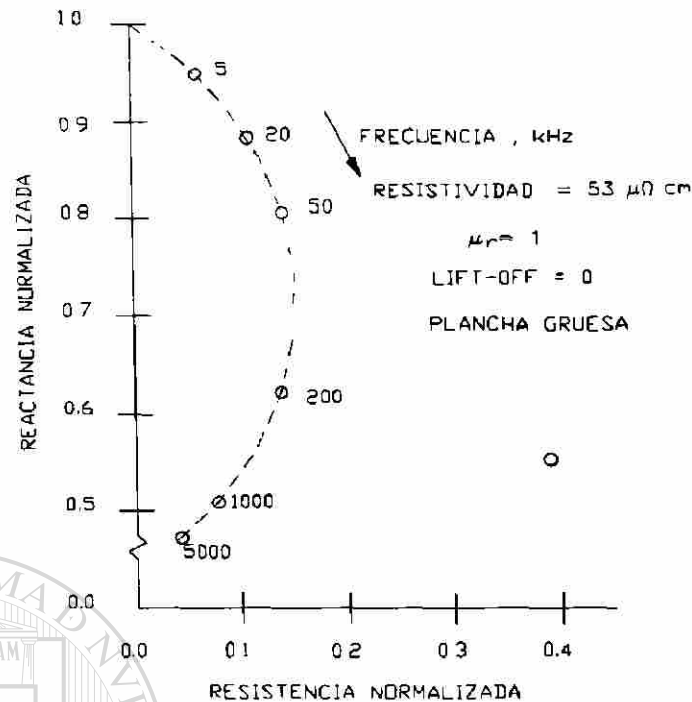 REACTANCIA NORMALIZADA
1.0
0.9
0.8
0.7
0.6
0.5
0.0
5
20
50
200
1000
5000
FRECUENCIA , kHz
RESISTIVIDAD = 53 μΩ cm
μr= 1
LIFT-OFF = 0
PLANCHA GRUESA
0.0 0.1 0.2 0.3 0.4
RESISTENCIA NORMALIZADA